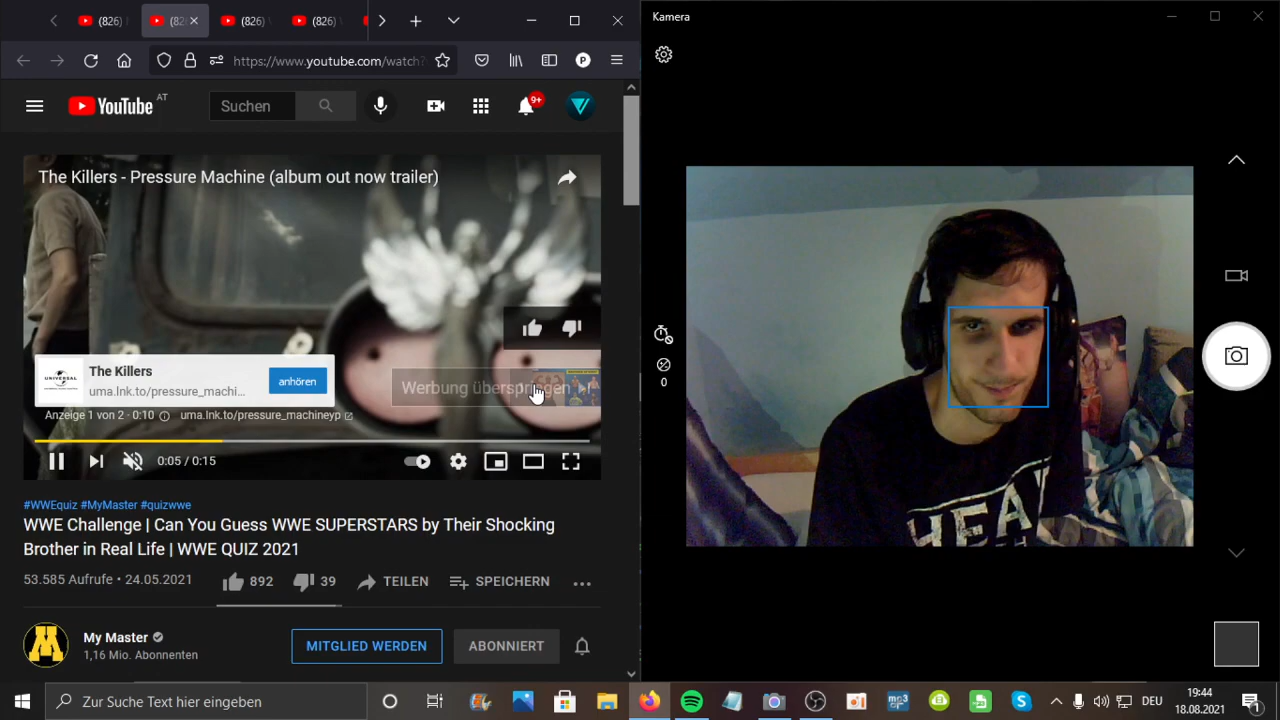 (826)
(82
(826)
(826)
https://www.youtube.com/watch?
YouTube AT
Suchen
9+
The Killers - Pressure Machine (album out now trailer)
UNIVERSAL
The Killers
uma.lnk.to/pressure_machi...
anhören
Werbung überspringen
Anzeige 1 von 2 · 0:10
uma.lnk.to/pressure_machineyp
0:05 / 0:15
#WWEquiz #MyMaster #quizwwe
WWE Challenge | Can You Guess WWE SUPERSTARS by Their Shocking
Brother in Real Life | WWE QUIZ 2021
53.585 Aufrufe • 24.05.2021
892
39
TEILEN
SPEICHERN
My Master
1,16 Mio. Abonnenten
MITGLIED WERDEN
ABONNIERT
Kamera
0
HEA
Zur Suche Text hier eingeben
mp3
DEU
19:44
18.08.2021
1